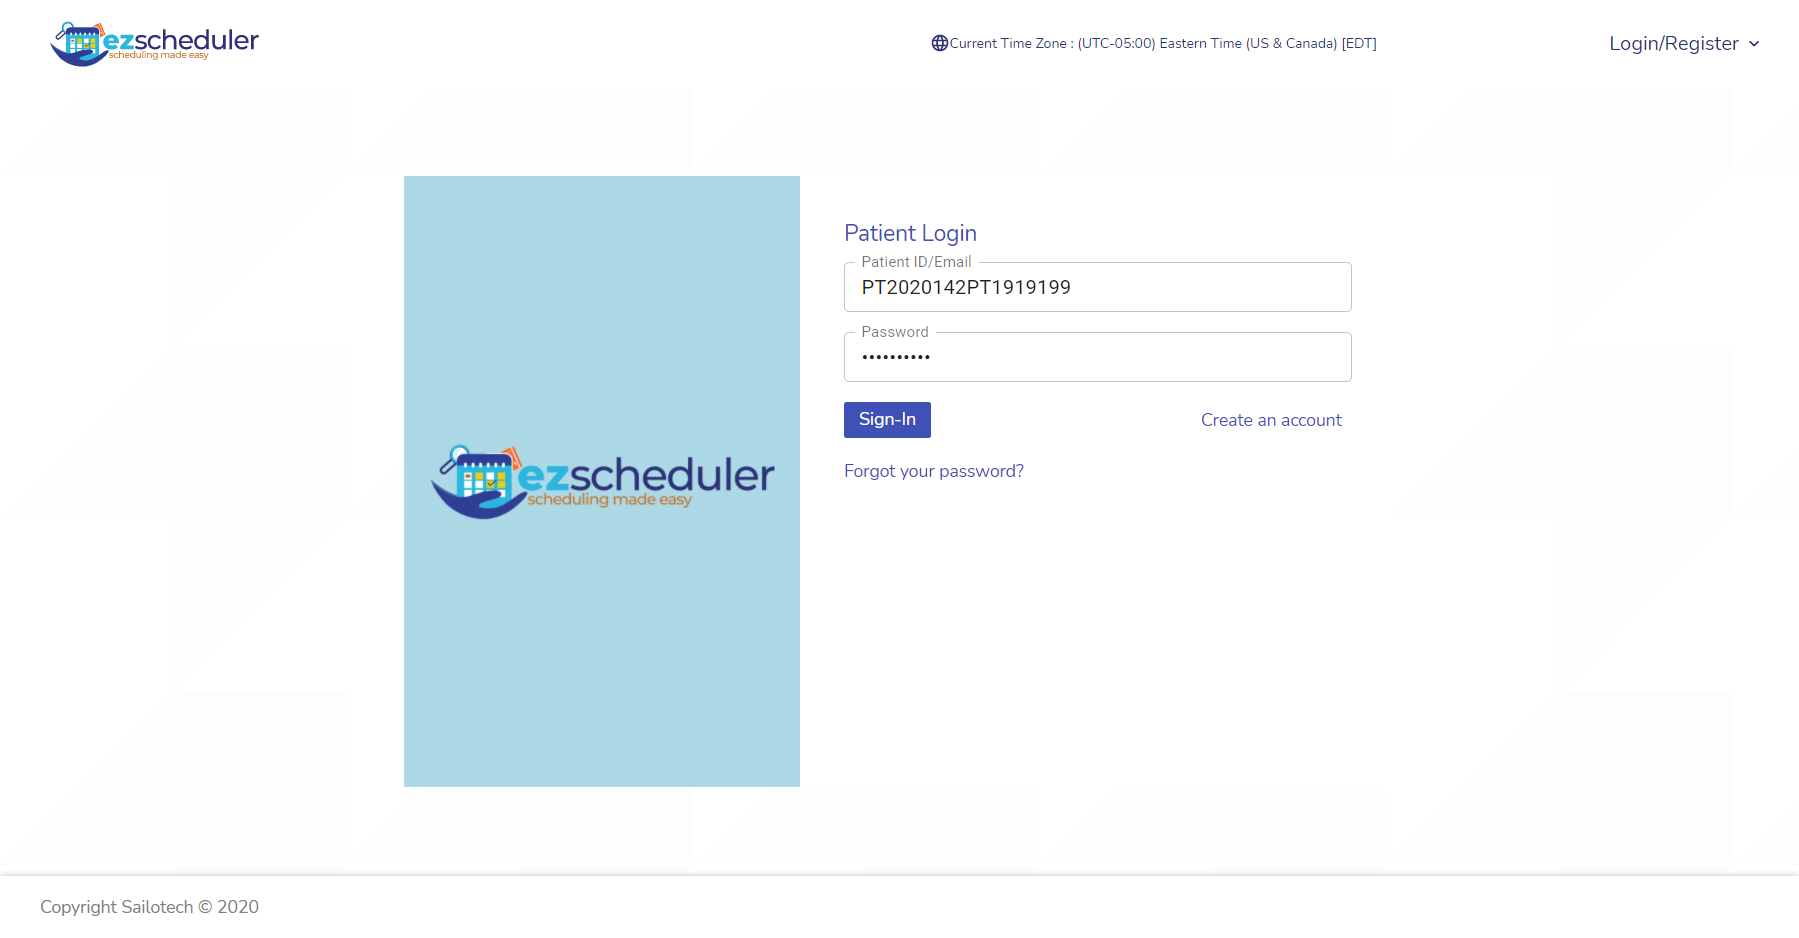 ezscheduler
scheduling made easy
Current Time Zone : (UTC-05:00) Eastern Time (US & Canada) [EDT]
Login/Register
ezscheduler
scheduling made easy
Patient Login
Patient ID/Email
PT2020142PT1919199
Password
••••••••••
Sign-In
Create an account
Forgot your password?
Copyright Sailotech © 2020